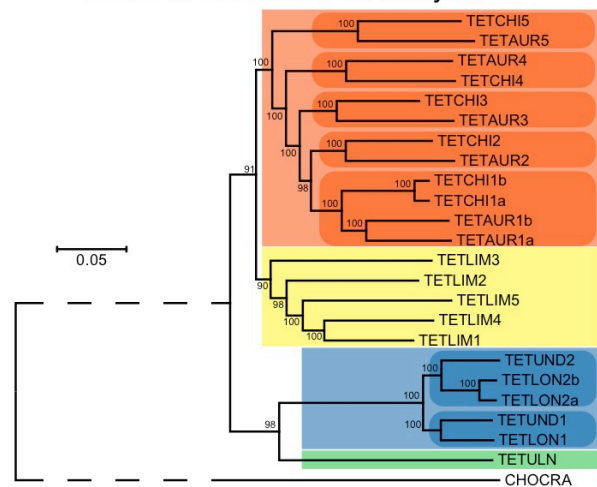 TETCHI5
100
TETAUR5
100
TETAUR4
100
TETCHI4
100
TETCHI3
100
TETAUR3
100
TETCHI2
100
TETAUR2
98
TETCHI1b
100
TETCHI1a
100
TETAUR1b
100
TETAUR1a
91
0.05
TETLIM3
90
TETLIM2
98
TETLIM5
100
TETLIM4
100
TETLIM1
TETUND2
100
TETLON2b
100
TETLON2a
100
TETUND1
100
TETLON1
98
TETULN
CHOCRA